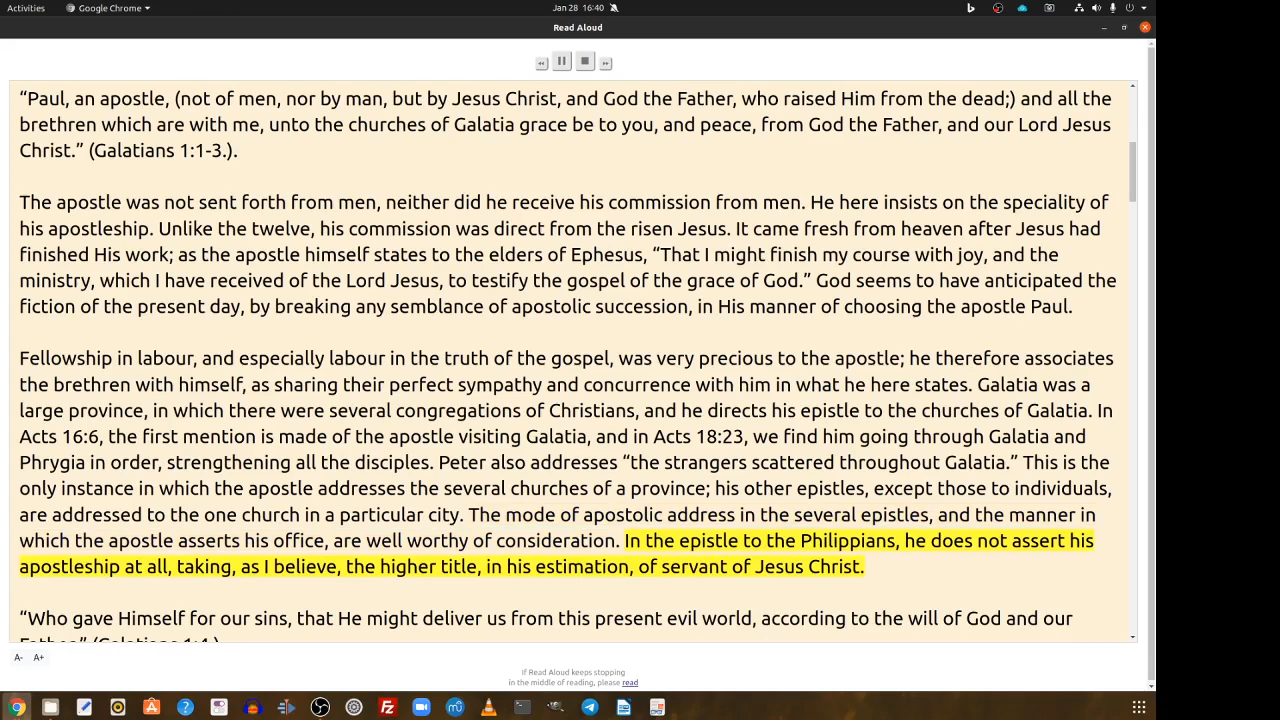 Activities Google Chrome Jan 28 16:40
Read Aloud
“Paul, an apostle, (not of men, nor by man, but by Jesus Christ, and God the Father, who raised Him from the dead;) and all the
brethren which are with me, unto the churches of Galatia grace be to you, and peace, from God the Father, and our Lord Jesus
Christ.” (Galatians 1:1-3.).
The apostle was not sent forth from men, neither did he receive his commission from men. He here insists on the speciality of
his apostleship. Unlike the twelve, his commission was direct from the risen Jesus. It came fresh from heaven after Jesus had
finished His work; as the apostle himself states to the elders of Ephesus, “That I might finish my course with joy, and the
ministry, which I have received of the Lord Jesus, to testify the gospel of the grace of God.” God seems to have anticipated the
fiction of the present day, by breaking any semblance of apostolic succession, in His manner of choosing the apostle Paul.
Fellowship in labour, and especially labour in the truth of the gospel, was very precious to the apostle; he therefore associates
the brethren with himself, as sharing their perfect sympathy and concurrence with him in what he here states. Galatia was a
large province, in which there were several congregations of Christians, and he directs his epistle to the churches of Galatia. In
Acts 16:6, the first mention is made of the apostle visiting Galatia, and in Acts 18:23, we find him going through Galatia and
Phrygia in order, strengthening all the disciples. Peter also addresses “the strangers scattered throughout Galatia.” This is the
only instance in which the apostle addresses the several churches of a province; his other epistles, except those to individuals,
are addressed to the one church in a particular city. The mode of apostolic address in the several epistles, and the manner in
which the apostle asserts his office, are well worthy of consideration. In the epistle to the Philippians, he does not assert his
apostleship at all, taking, as I believe, the higher title, in his estimation, of servant of Jesus Christ.
“Who gave Himself for our sins, that He might deliver us from this present evil world, according to the will of God and our
Father.” (Galatians 1:4.)
A- A+
If Read Aloud keeps stopping
in the middle of reading, please read